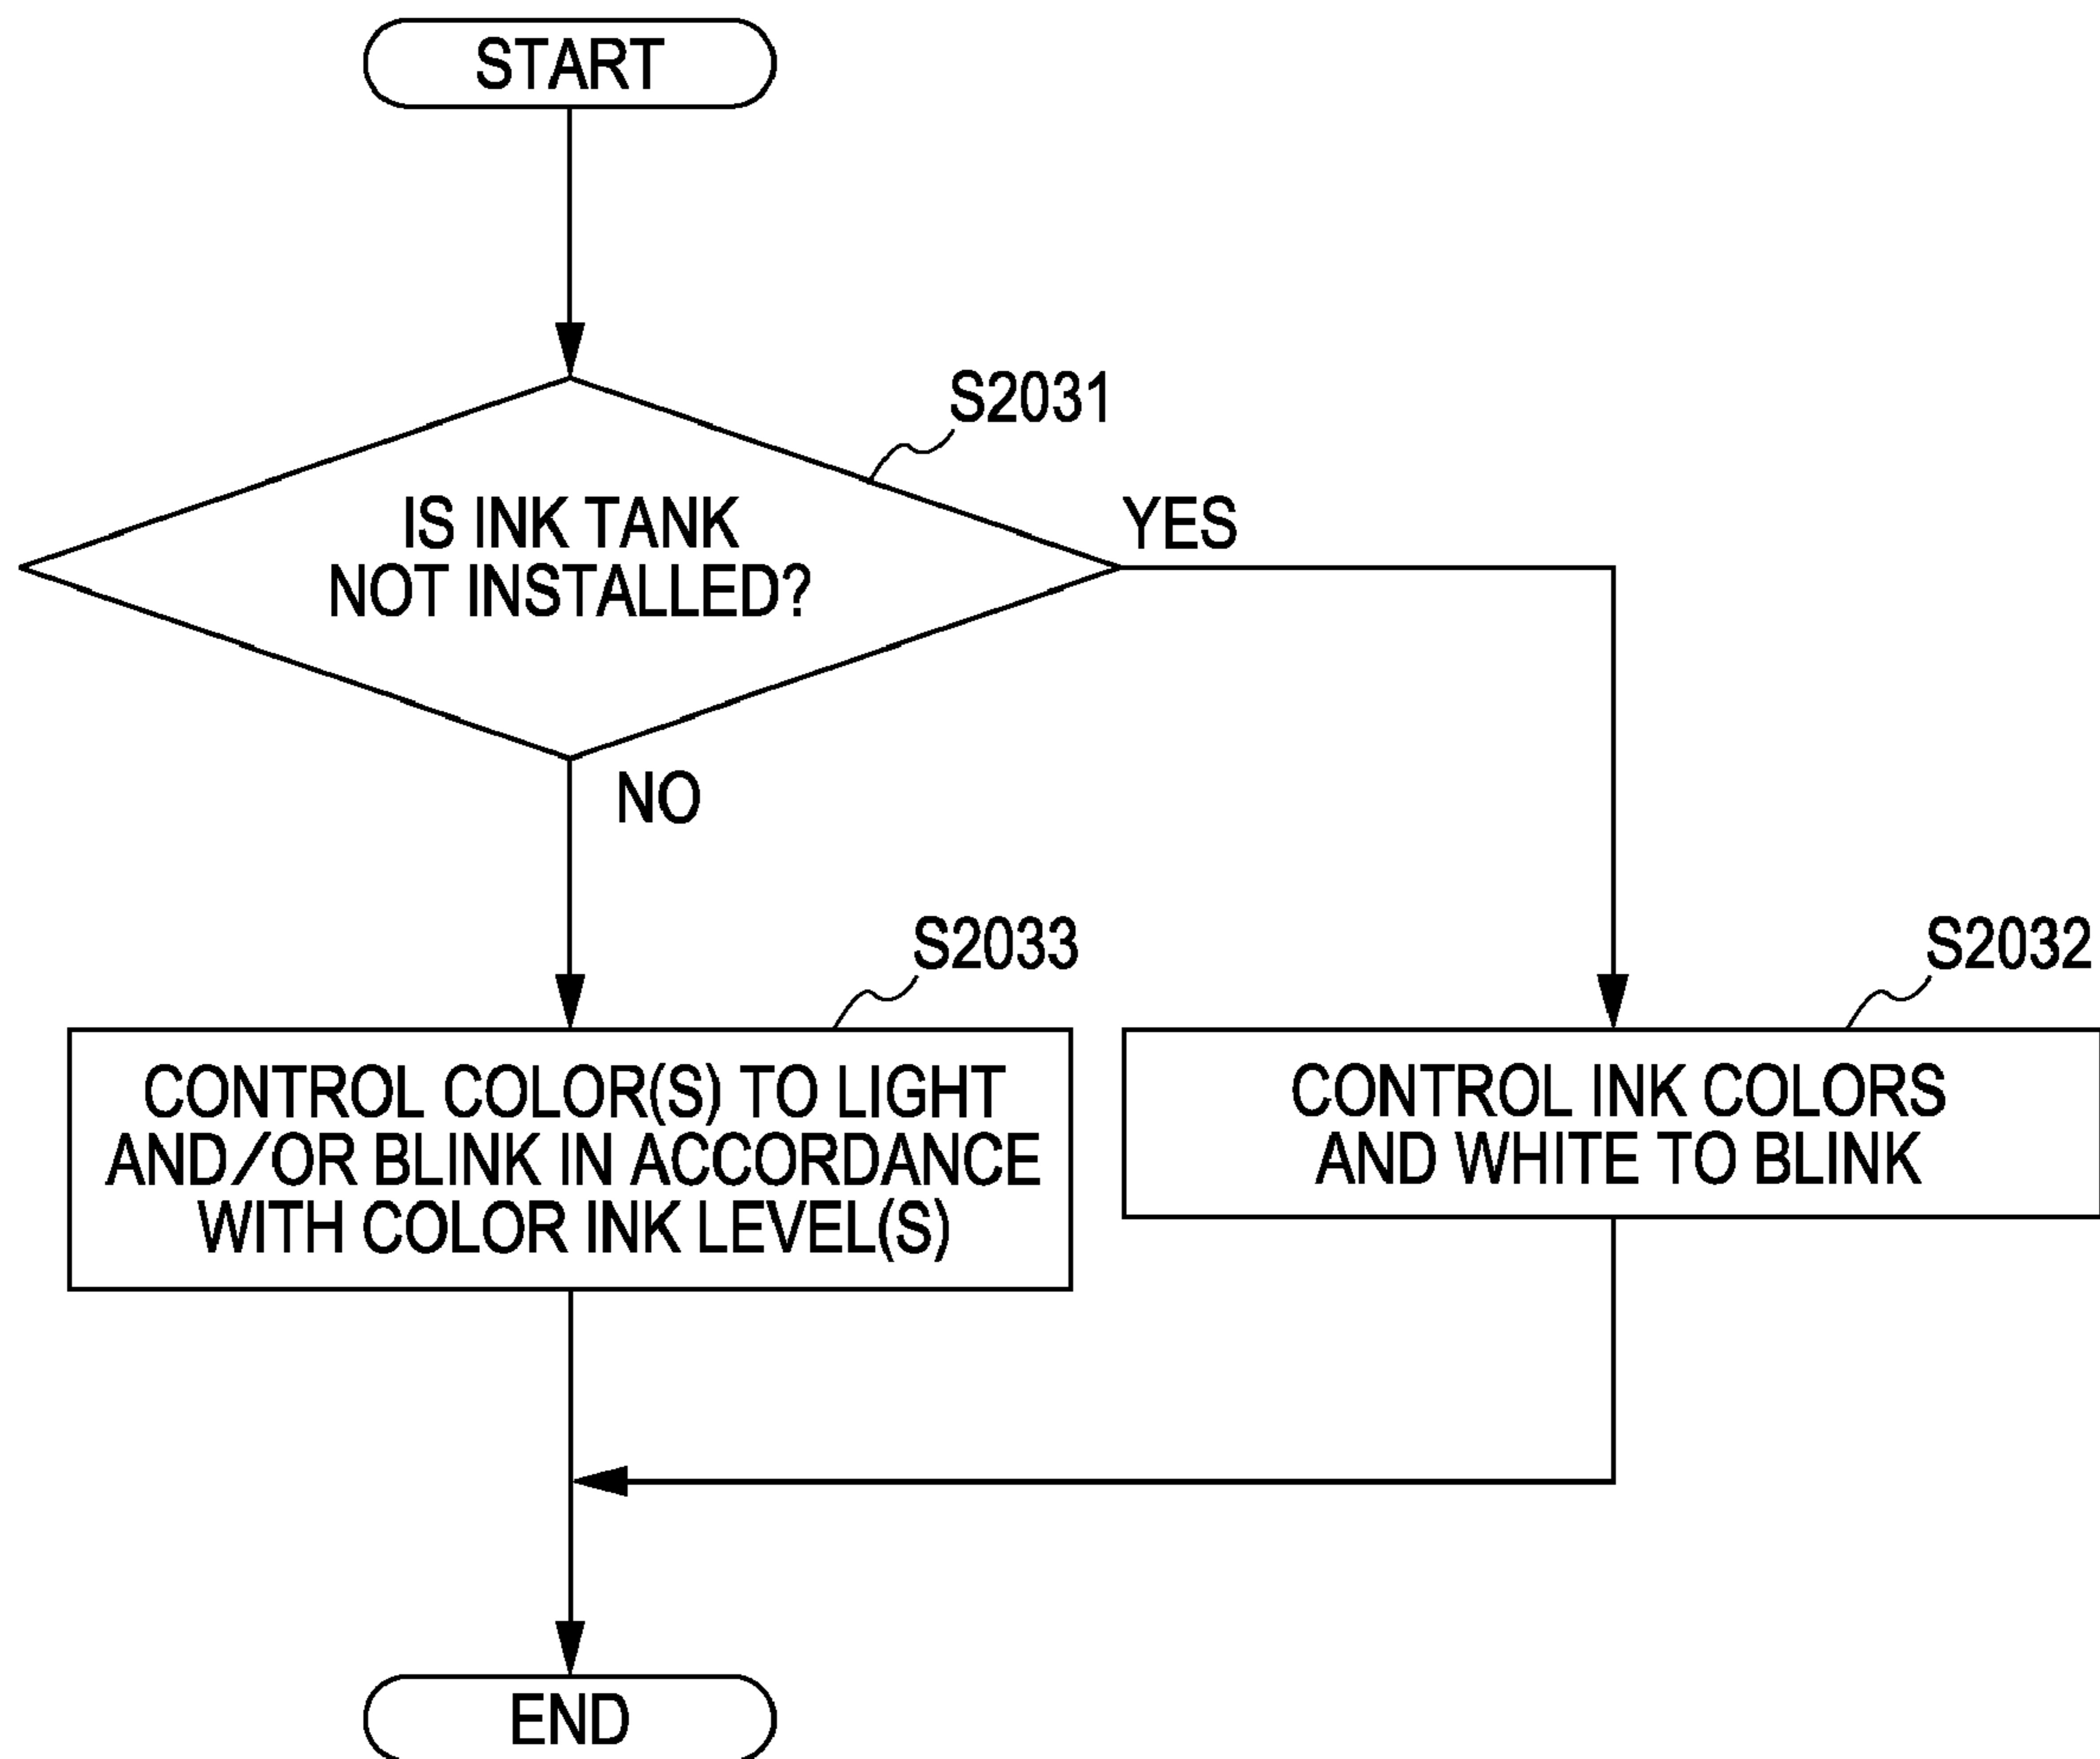 START
S2031
IS INK TANK
NOT INSTALLED?
YES
NO
S2033
S2032
CONTROL COLOR(S) TO LIGHT
AND/OR BLINK IN ACCORDANCE
WITH COLOR INK LEVEL(S)
CONTROL INK COLORS
AND WHITE TO BLINK
END